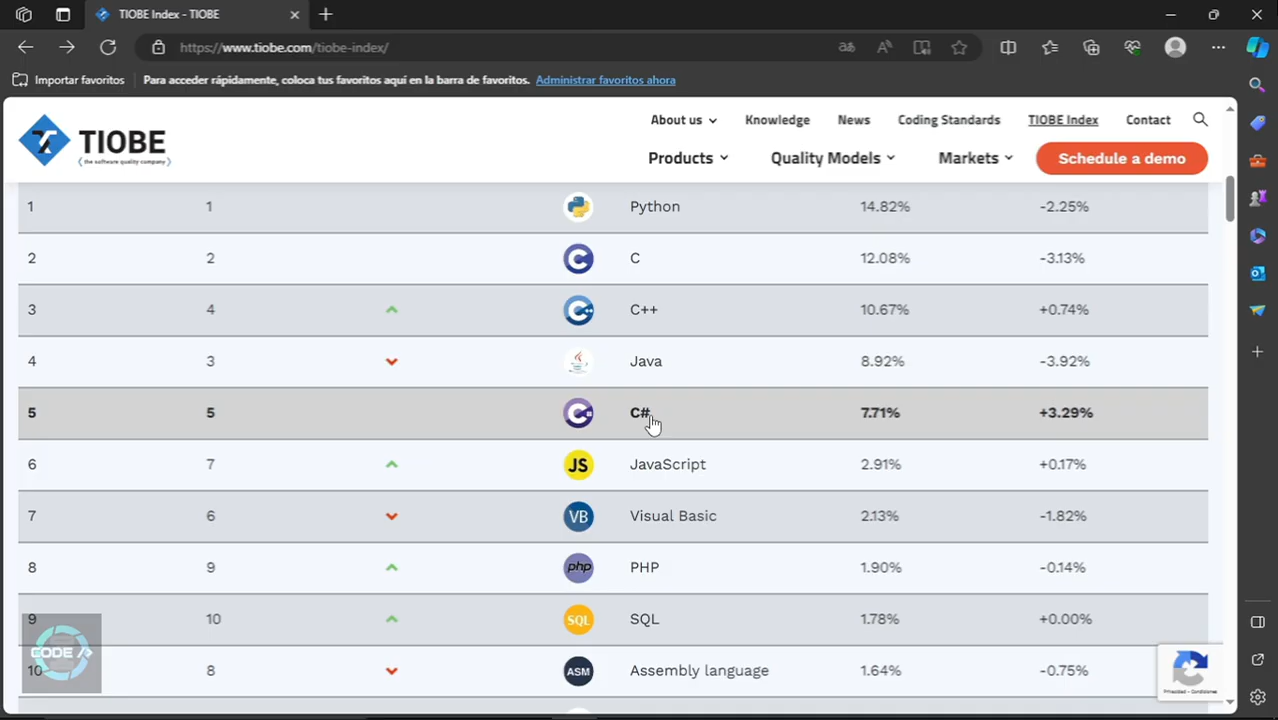 TIOBE Index - TIOBE
https://www.tiobe.com/tiobe-index/
Importar favoritos
Para acceder rápidamente, coloca tus favoritos aquí en la barra de favoritos. Administrar favoritos ahora
TIOBE
(the software quality company)
About us Knowledge News Coding Standards TIOBE Index Contact
Products Quality Models Markets Schedule a demo
1 1 Python 14.82% -2.25%
2 2 C 12.08% -3.13%
3 4 C++ 10.67% +0.74%
4 3 Java 8.92% -3.92%
5 5 C# 7.71% +3.29%
6 7 JS JavaScript 2.91% +0.17%
7 6 VB Visual Basic 2.13% -1.82%
8 9 php PHP 1.90% -0.14%
9 10 SQL SQL 1.78% +0.00%
10 8 ASM Assembly language 1.64% -0.75%
CODE />
Privacidad - Condiciones